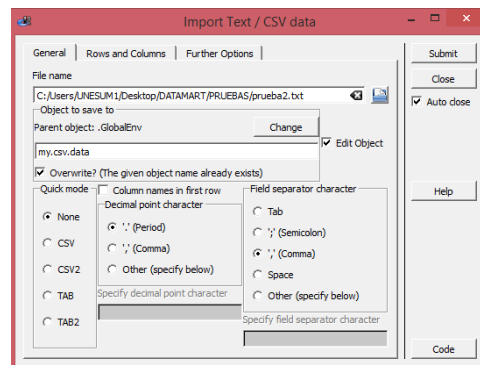 Import Text / CSV data
General
Rows and Columns
Further Options
Submit
Close
Auto close
Help
Code
File name
C:/Users/UNESUM1/Desktop/DATAMART/PRUEBAS/prueba2.txt
Object to save to
Parent object: .GlobalEnv
Change
my.csv.data
Edit Object
Overwrite? (The given object name already exists)
Quick mode
None
CSV
CSV2
TAB
TAB2
Column names in first row
Decimal point character
'.' (Period)
',' (Comma)
Other (specify below)
Specify decimal point character
Field separator character
Tab
';' (Semicolon)
',' (Comma)
Space
Other (specify below)
Specify field separator character